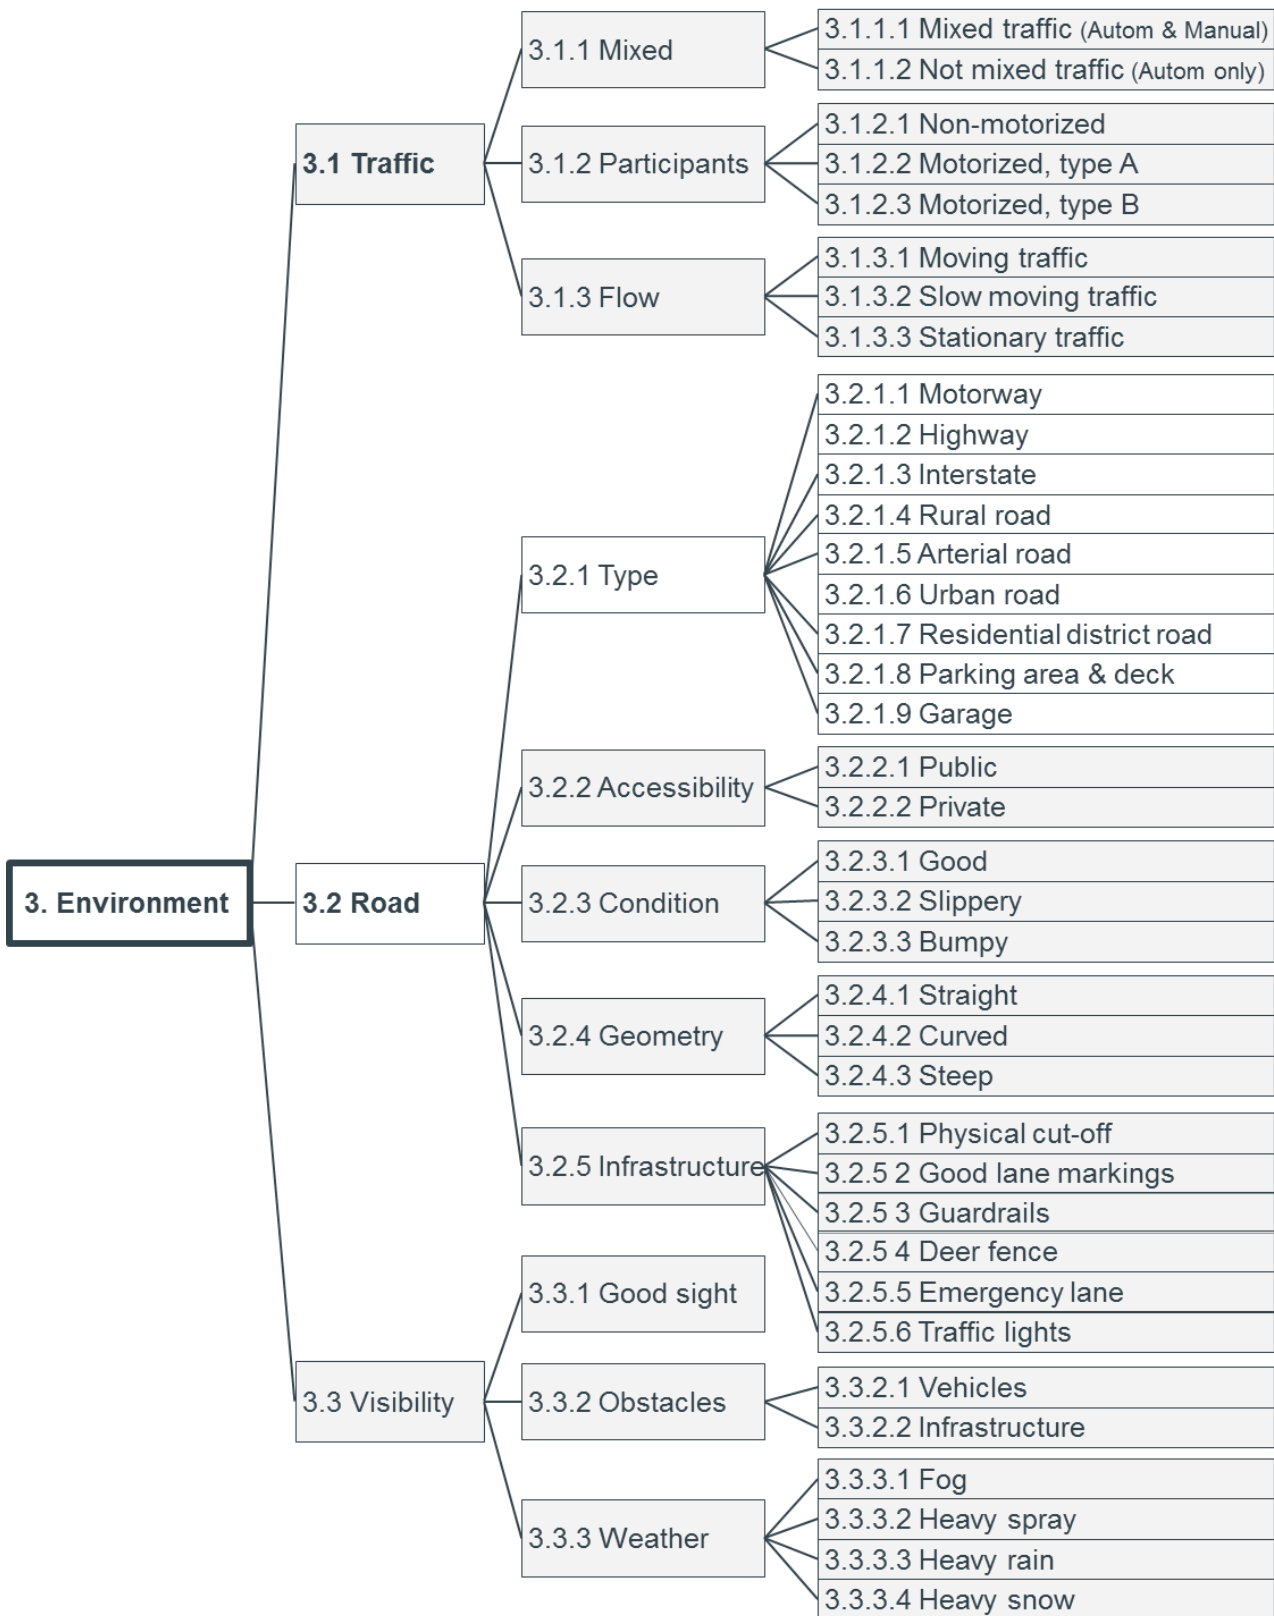 3. Environment
3.1 Traffic
3.1.1 Mixed
3.1.1.1 Mixed traffic (Autom & Manual)
3.1.1.2 Not mixed traffic (Autom only)
3.1.2 Participants
3.1.2.1 Non-motorized
3.1.2.2 Motorized, type A
3.1.2.3 Motorized, type B
3.1.3 Flow
3.1.3.1 Moving traffic
3.1.3.2 Slow moving traffic
3.1.3.3 Stationary traffic
3.2 Road
3.2.1 Type
3.2.1.1 Motorway
3.2.1.2 Highway
3.2.1.3 Interstate
3.2.1.4 Rural road
3.2.1.5 Arterial road
3.2.1.6 Urban road
3.2.1.7 Residential district road
3.2.1.8 Parking area & deck
3.2.1.9 Garage
3.2.2 Accessibility
3.2.2.1 Public
3.2.2.2 Private
3.2.3 Condition
3.2.3.1 Good
3.2.3.2 Slippery
3.2.3.3 Bumpy
3.2.4 Geometry
3.2.4.1 Straight
3.2.4.2 Curved
3.2.4.3 Steep
3.2.5 Infrastructure
3.2.5.1 Physical cut-off
3.2.5 2 Good lane markings
3.2.5 3 Guardrails
3.2.5 4 Deer fence
3.2.5.5 Emergency lane
3.2.5.6 Traffic lights
3.3 Visibility
3.3.1 Good sight
3.3.2 Obstacles
3.3.2.1 Vehicles
3.3.2.2 Infrastructure
3.3.3 Weather
3.3.3.1 Fog
3.3.3.2 Heavy spray
3.3.3.3 Heavy rain
3.3.3.4 Heavy snow